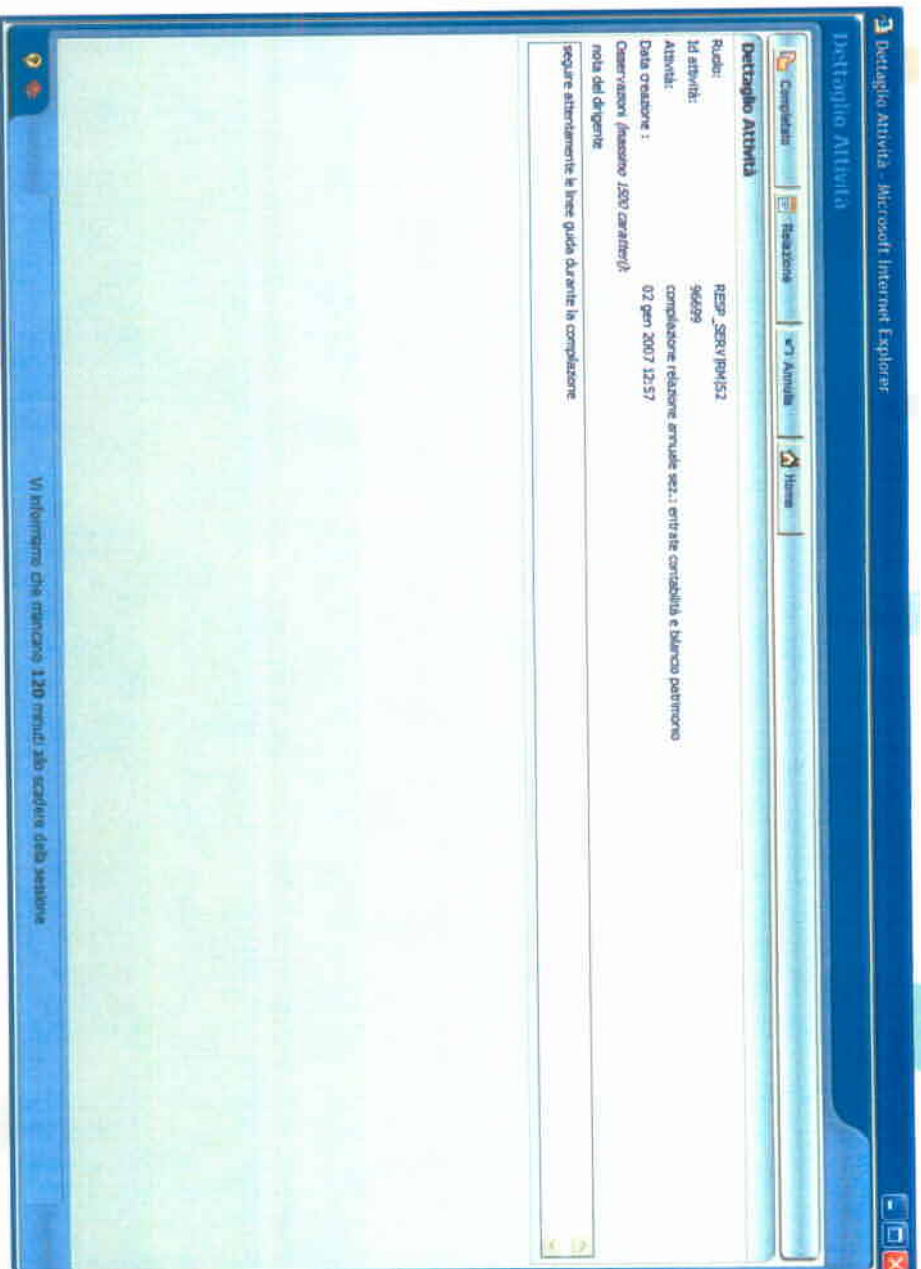 Dettaglio Attività - Microsoft Internet Explorer
Dettaglio Attività
Completato Relazione Annulla Home
Dettaglio Attività
Ruolo: RESP_SERV|RM|S2
Id attività: 96699
Attività: compilazione relazione annuale sez.: entrate contabilità e bilancio patrimonio
Data creazione : 02 gen 2007 12:57
Osservazioni (massimo 1500 caratteri):
nota del dirigente
seguire attentamente le linee guida durante la compilazione
Vi informiamo che mancano 120 minuti allo scadere della sessione